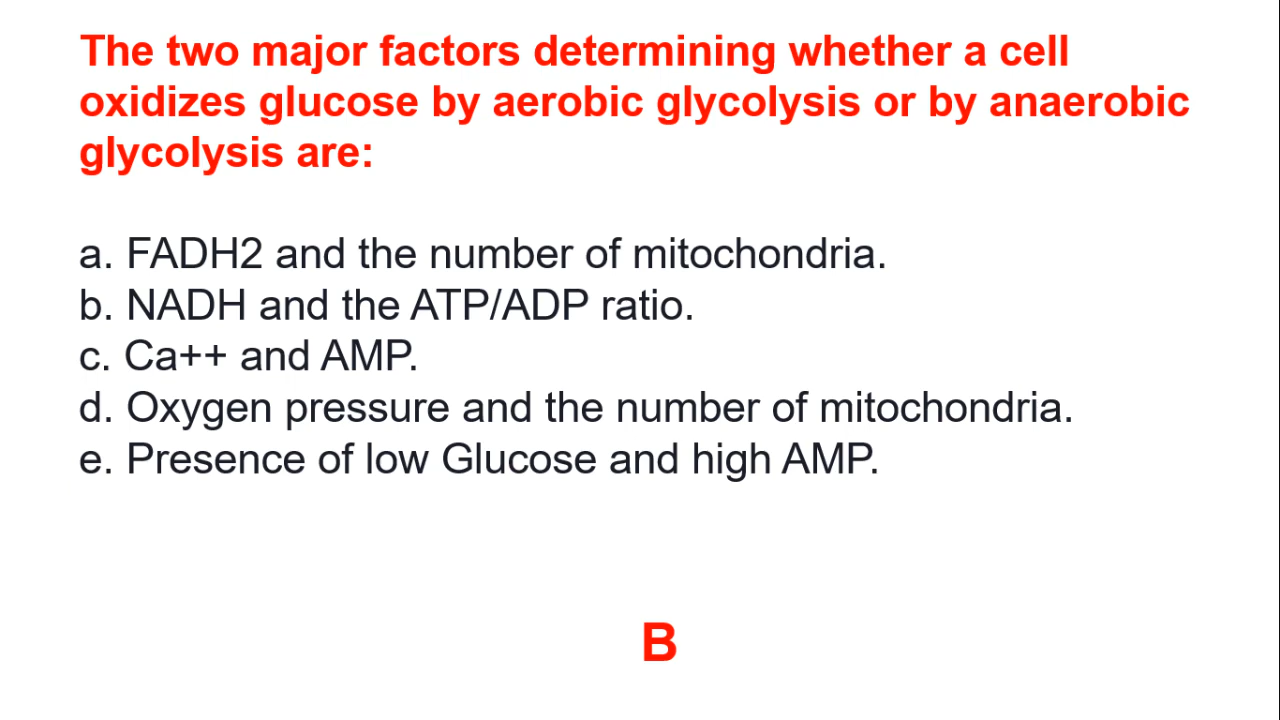 The two major factors determining whether a cell
oxidizes glucose by aerobic glycolysis or by anaerobic
glycolysis are:
a. FADH2 and the number of mitochondria.
b. NADH and the ATP/ADP ratio.
c. Ca++ and AMP.
d. Oxygen pressure and the number of mitochondria.
e. Presence of low Glucose and high AMP.
B